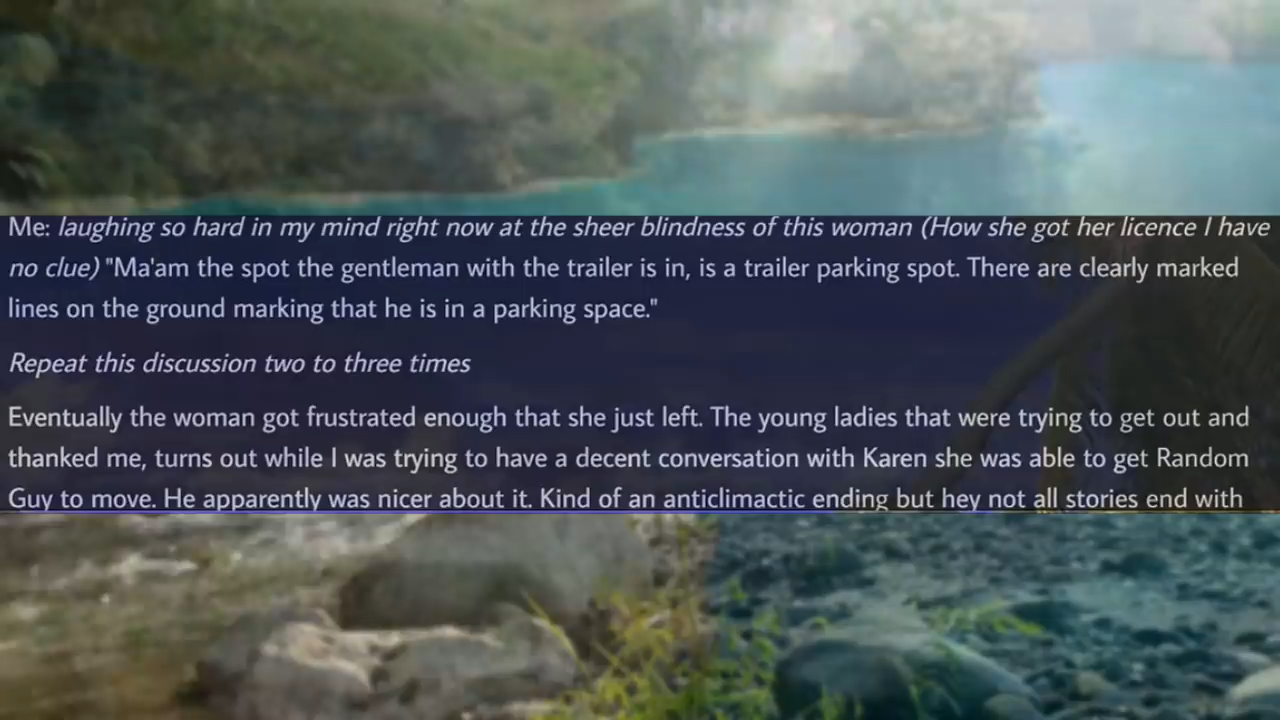 Me: laughing so hard in my mind right now at the sheer blindness of this woman (How she got her licence I have
no clue) "Ma'am the spot the gentleman with the trailer is in, is a trailer parking spot. There are clearly marked
lines on the ground marking that he is in a parking space."
Repeat this discussion two to three times
Eventually the woman got frustrated enough that she just left. The young ladies that were trying to get out and
thanked me, turns out while I was trying to have a decent conversation with Karen she was able to get Random
Guy to move. He apparently was nicer about it. Kind of an anticlimactic ending but hey not all stories end with